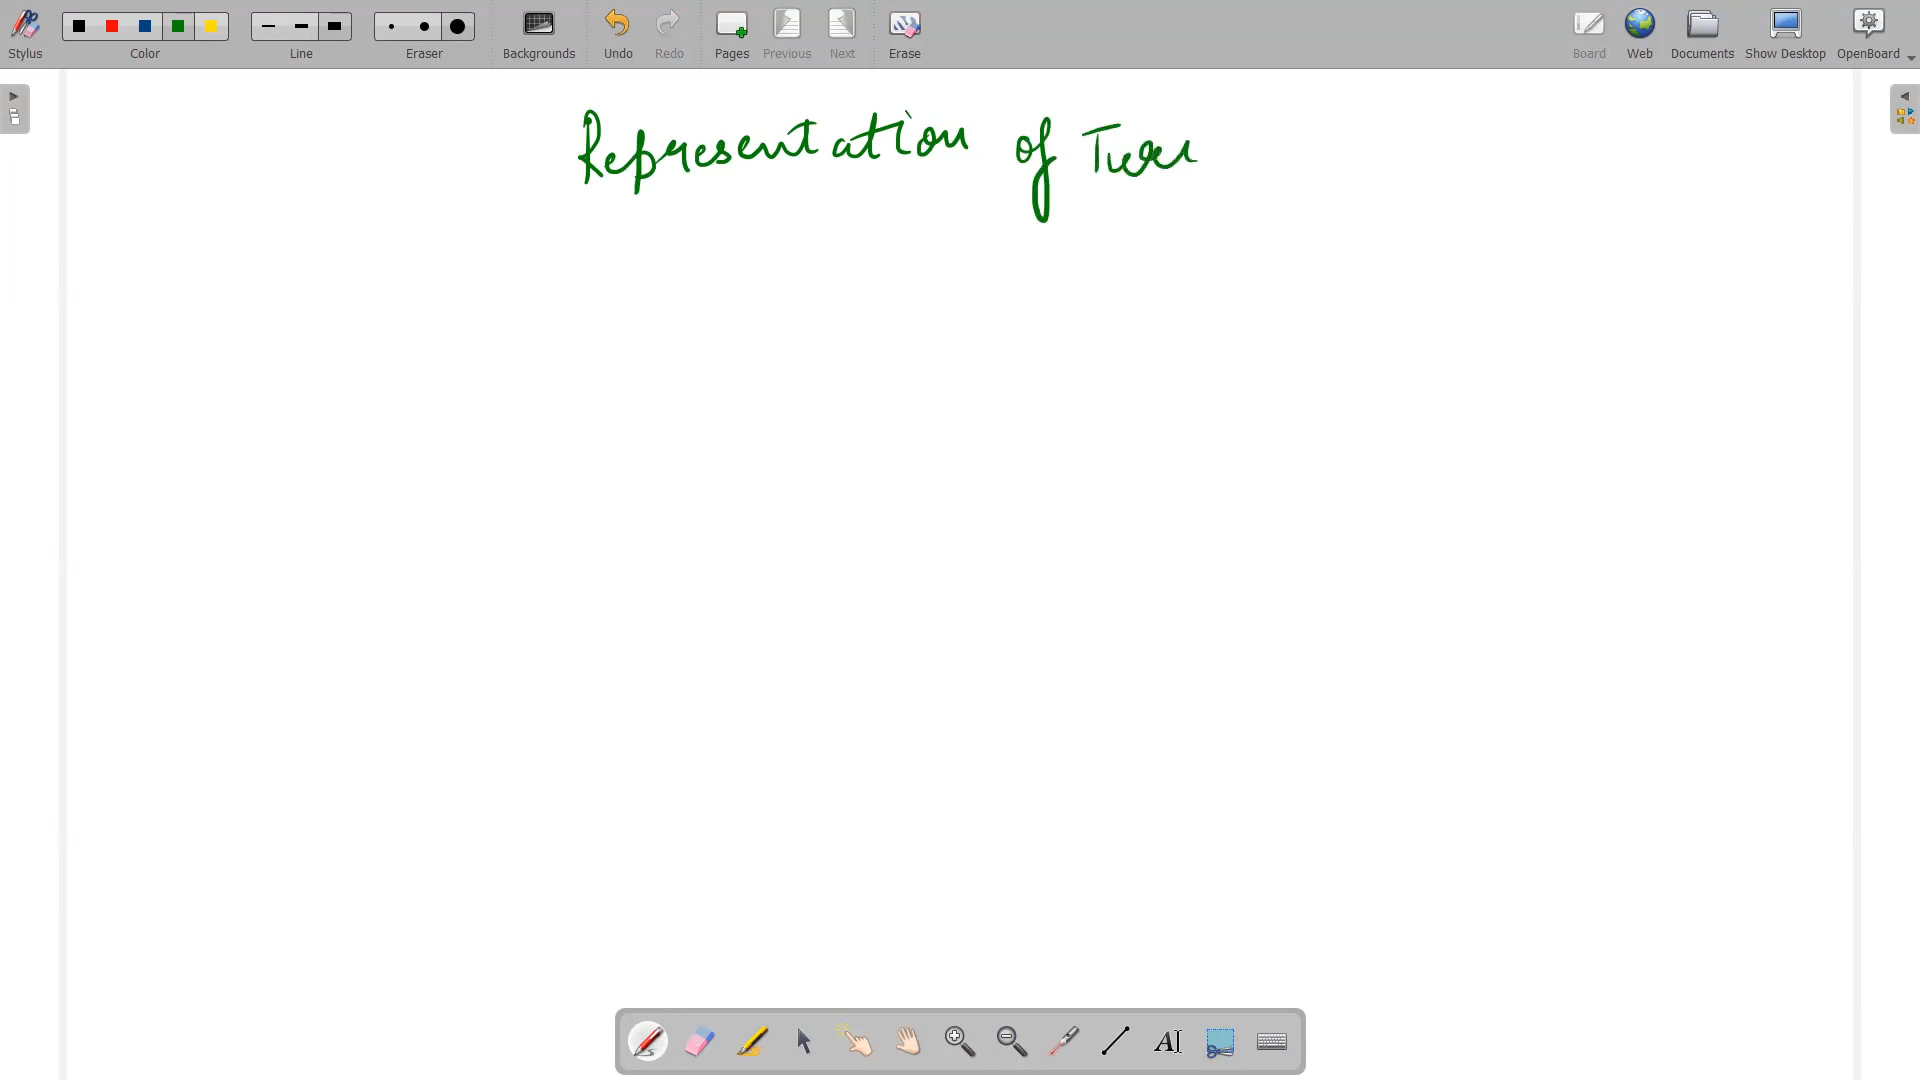 Stylus Color Line Eraser Backgrounds Undo Redo Pages Previous Next Erase Board Web Documents Show Desktop OpenBoard
Representation of